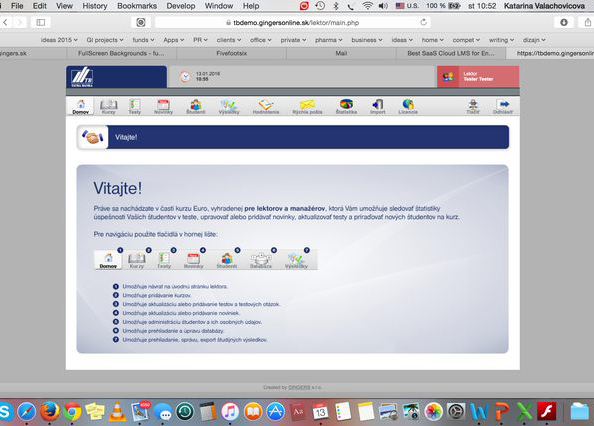 File Edit View History Bookmarks Develop Window Help U.S. 100 % st 10:52 Katarina Valachovicova
tbdemo.gingersonline.sk/lektor/main.php
ideas 2015 GI projects funds Apps PR clients office private pharma business ideas home compet writing dizajn
gingers.sk FullScreen Backgrounds - fu... Fivefootsix Mail Best SaaS Cloud LMS for En... https://tbdemo.gingersonli
TATRA BANKA
13.01.2016
10:50
Lektor
Tester Tester
Domov Kurzy Testy Novinky Študenti Výsledky Hodnotenie Rýchla pošta Štatistika Import Licencia Tlačiť Odhlásiť
Vitajte!
Vitajte!
Práve sa nachádzate v časti kurzu Euro, vyhradenej pre lektorov a manažérov, ktorá Vám umožňuje sledovať štatistiky
úspešnosti Vašich študentov v teste, upravovať alebo pridávať novinky, aktualizovať testy a priraďovať nových študentov na kurz.
Pre navigáciu použite tlačidlá v hornej lište:
1 2 3 4 5 6 7
Domov Kurzy Testy Novinky Študenti Databáza Výsledky
1 Umožňuje návrat na úvodnú stránku lektora.
2 Umožňuje pridávanie kurzov.
3 Umožňuje aktualizáciu alebo pridávanie testov a testových otázok.
4 Umožňuje aktualizáciu alebo pridávanie noviniek.
5 Umožňuje administráciu študentov a ich osobných údajov.
6 Umožňuje prehliadanie a úpravu databázy.
7 Umožňuje prehliadanie, správu, export študijných výsledkov.
Created by GINGERS s.r.o.
13